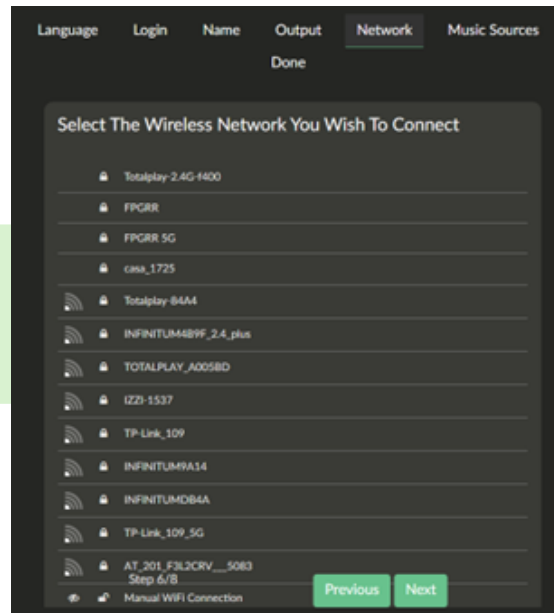 Language Login Name Output Network Music Sources
Done
Select The Wireless Network You Wish To Connect
Totalplay-2.4G-f400
FPGRR
FPGRR 5G
casa_1725
Totalplay-84A4
INFINITUM4B9F_2.4_plus
TOTALPLAY_A005BD
IZZI-1537
TP-Link_109
INFINITUM9A14
INFINITUMDB4A
TP-Link_109_5G
AT_201_F3L2CRV__5083
Step 6/8
Manual WiFi Connection
Previous Next